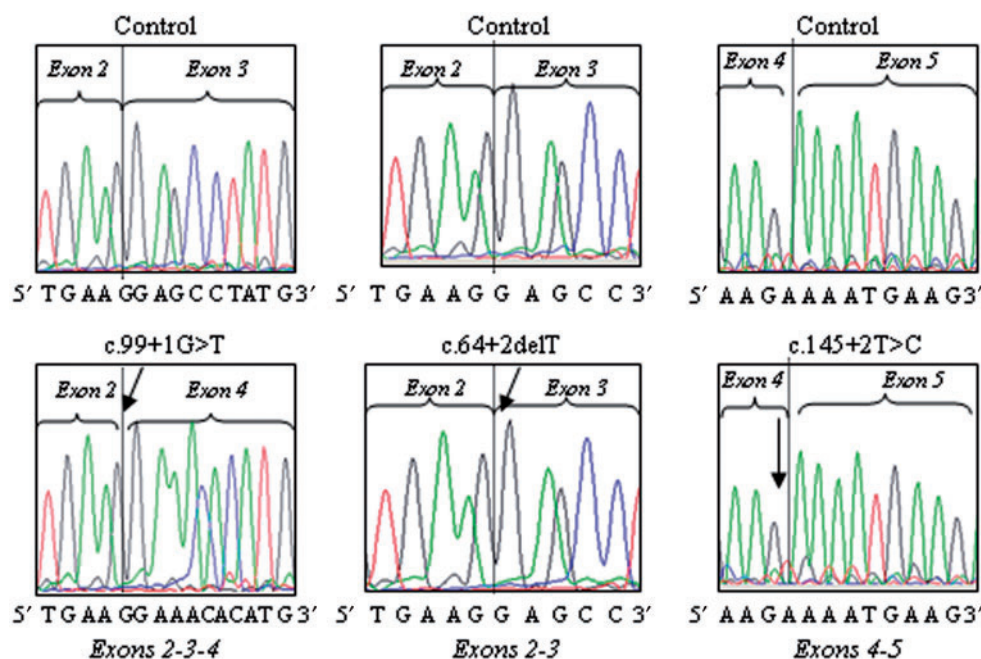 Control Control Control
Exon 2 Exon 3 Exon 2 Exon 3 Exon 4 Exon 5
5′ T G A A G G A G C C T A T G 3′ 5′ T G A A G G A G C C 3′ 5′ A A G A A A A T G A A G 3′
c.99+1G>T c.64+2delT c.145+2T>C
Exon 2 Exon 4 Exon 2 Exon 3 Exon 4 Exon 5
5′ T G A A G G A A A C A C A T G 3′ 5′ T G A A G G A G C C 3′ 5′ A A G A A A A T G A A G 3′
Exons 2-3-4 Exons 2-3 Exons 4-5